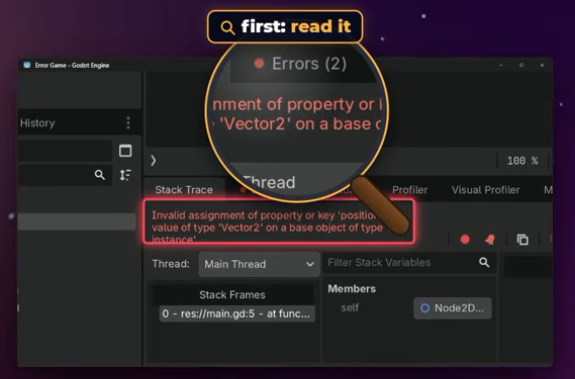 first: read it
Error Game - Godot Engine
Errors (2)
nment of property or
'Vector2' on a base
Thread
History
100 %
Stack Trace
Profiler
Visual Profiler
M
Invalid assignment of property or key 'position
value of type 'Vector2' on a base object of type
instance'
Thread:
Main Thread
Filter Stack Variables
Stack Frames
0 - res://main.gd:5 - at func...
Members
self
Node2D...